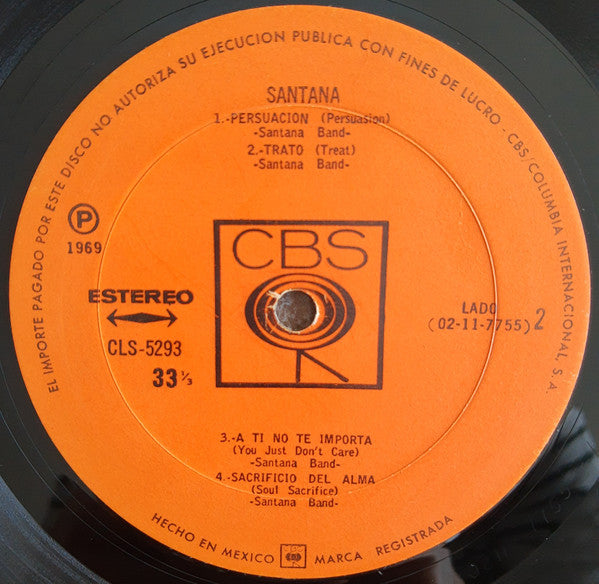 EL IMPORTE PAGADO POR ESTE DISCO NO AUTORIZA SU EJECUCION PUBLICA CON FINES DE LUCRO - CBS/COLUMBIA INTERNACIONAL, S.A.
SANTANA
1.-PERSUACION (Persuasion)
-Santana Band-
2.-TRATO (Treat)
-Santana Band-
P
1969
CBS
ESTEREO
CLS-5293
33 1/3
LADO
(02-11-7755) 2
3.-A TI NO TE IMPORTA
(You Just Don't Care)
-Santana Band-
4.-SACRIFICIO DEL ALMA
(Soul Sacrifice)
-Santana Band-
HECHO EN MEXICO CBS MARCA REGISTRADA